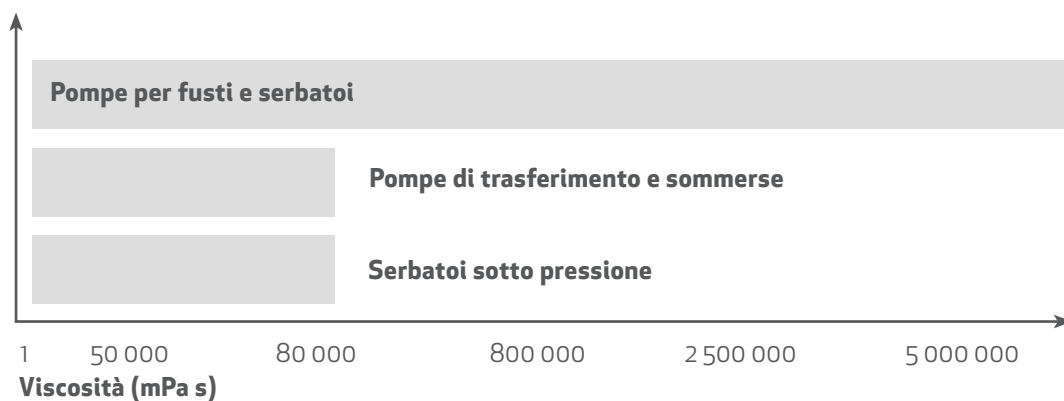 Pompe per fusti e serbatoi
Pompe di trasferimento e sommerse
Serbatoi sotto pressione
1 50 000 80 000 800 000 2 500 000 5 000 000
Viscosità (mPa s)